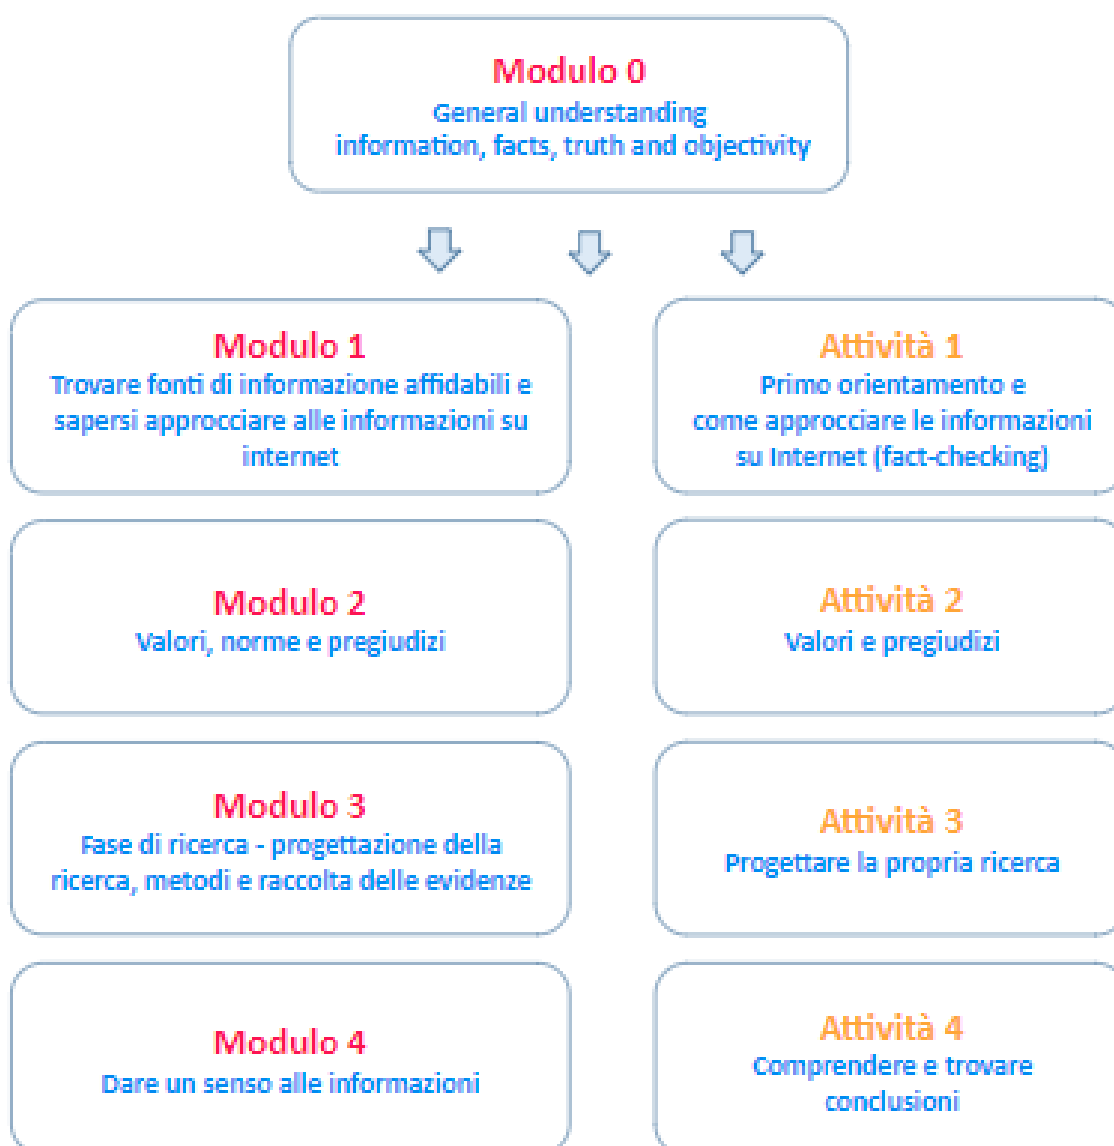 Modulo 0
General understanding
information, facts, truth and objectivity
Modulo 1
Trovare fonti di informazione affidabili e
sapersi approcciare alle informazioni su
internet
Attività 1
Primo orientamento e
come approcciare le informazioni
su Internet (fact-checking)
Modulo 2
Valori, norme e pregiudizi
Attività 2
Valori e pregiudizi
Modulo 3
Fase di ricerca - progettazione della
ricerca, metodi e raccolta delle evidenze
Attività 3
Progettare la propria ricerca
Modulo 4
Dare un senso alle informazioni
Attività 4
Comprendere e trovare
conclusioni